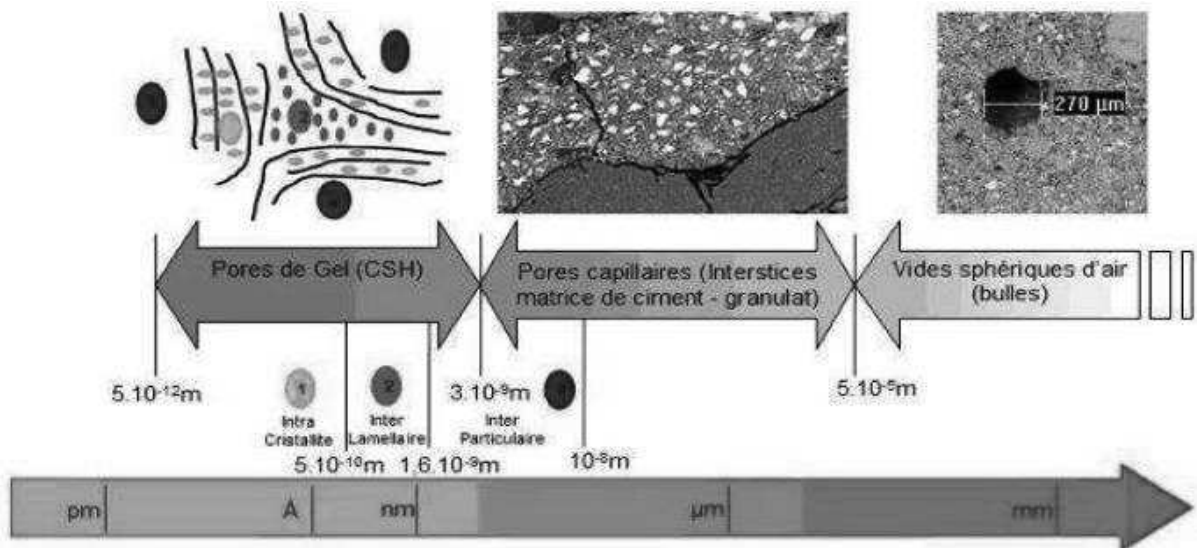 270 µm
Pores de Gel (CSH)
Pores capillaires (Interstices
matrice de ciment - granulat)
Vides sphériques d'air
(bulles)
5.10⁻¹²m
1
Intra
Cristallite
5.10⁻¹⁰m
2
Inter
Lamellaire
1,6.10⁻⁹m
3.10⁻⁹m
Inter
Particulaire
10⁻⁸m
5.10⁻⁵m
pm
A
nm
µm
mm